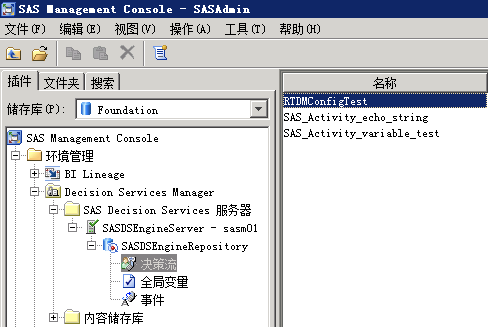 SAS Management Console - SASAdmin
文件(F) 编辑(E) 视图(V) 操作(A) 工具(T) 帮助(H)
插件 文件夹 搜索
储存库(P): Foundation
SAS Management Console
环境管理
BI Lineage
Decision Services Manager
SAS Decision Services 服务器
SASDSEngineServer - sasm01
SASDSEngineRepository
决策流
全局变量
事件
内容储存库
名称
RTDMConfigTest
SAS_Activity_echo_string
SAS_Activity_variable_test